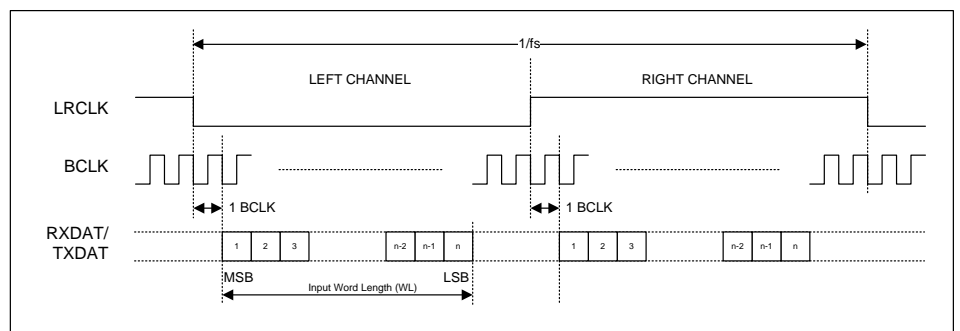 1/fs
LEFT CHANNEL RIGHT CHANNEL
LRCLK
BCLK
1 BCLK 1 BCLK
RXDAT/
TXDAT
1 2 3 n-2 n-1 n 1 2 3 n-2 n-1 n
MSB LSB
Input Word Length (WL)